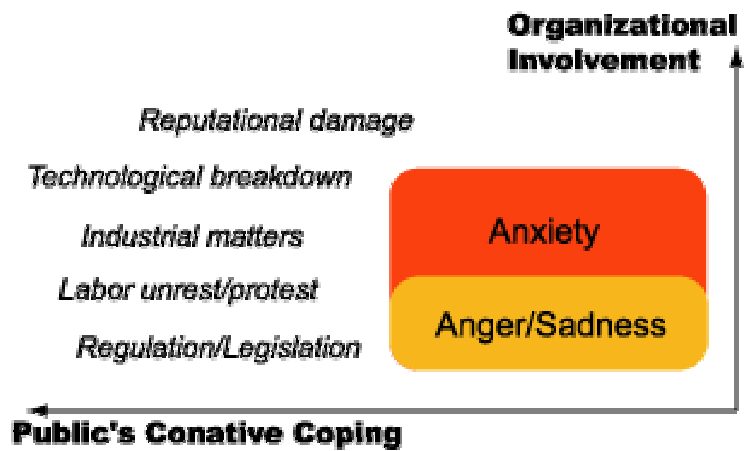 Organizational
Involvement
Reputational damage
Technological breakdown
Industrial matters
Anxiety
Labor unrest/protest
Anger/Sadness
Regulation/Legislation
Public's Conative Coping